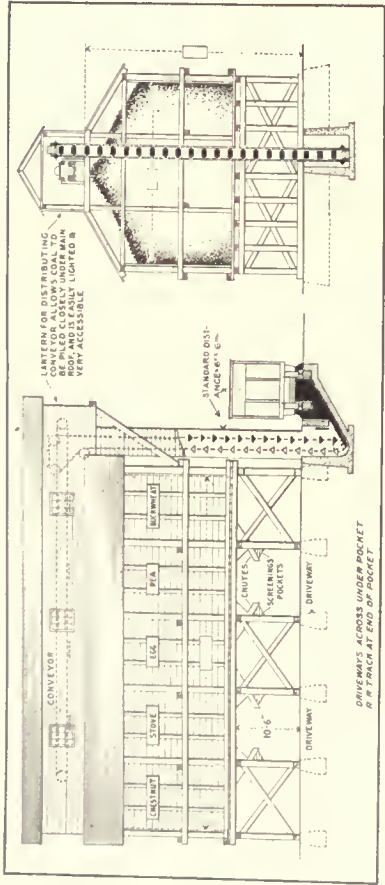 LANTERN FOR DISTRIBUTING
CONVEYOR ALLOWS COAL TO
BE PILED CLOSELY UNDER MAIN
ROOF, AND IS EASILY LIGHTED &
VERY ACCESSIBLE
CONVEYOR
STANDARD DIST-
ANCE
CHESTNUT
STOVE
EGG
PEA
BUCKWHEAT
CHUTES
SCREENINGS
POCKETS
10-6"
DRIVEWAY
DRIVEWAY
DRIVEWAYS ACROSS UNDER POCKET
R R TRACK AT END OF POCKET